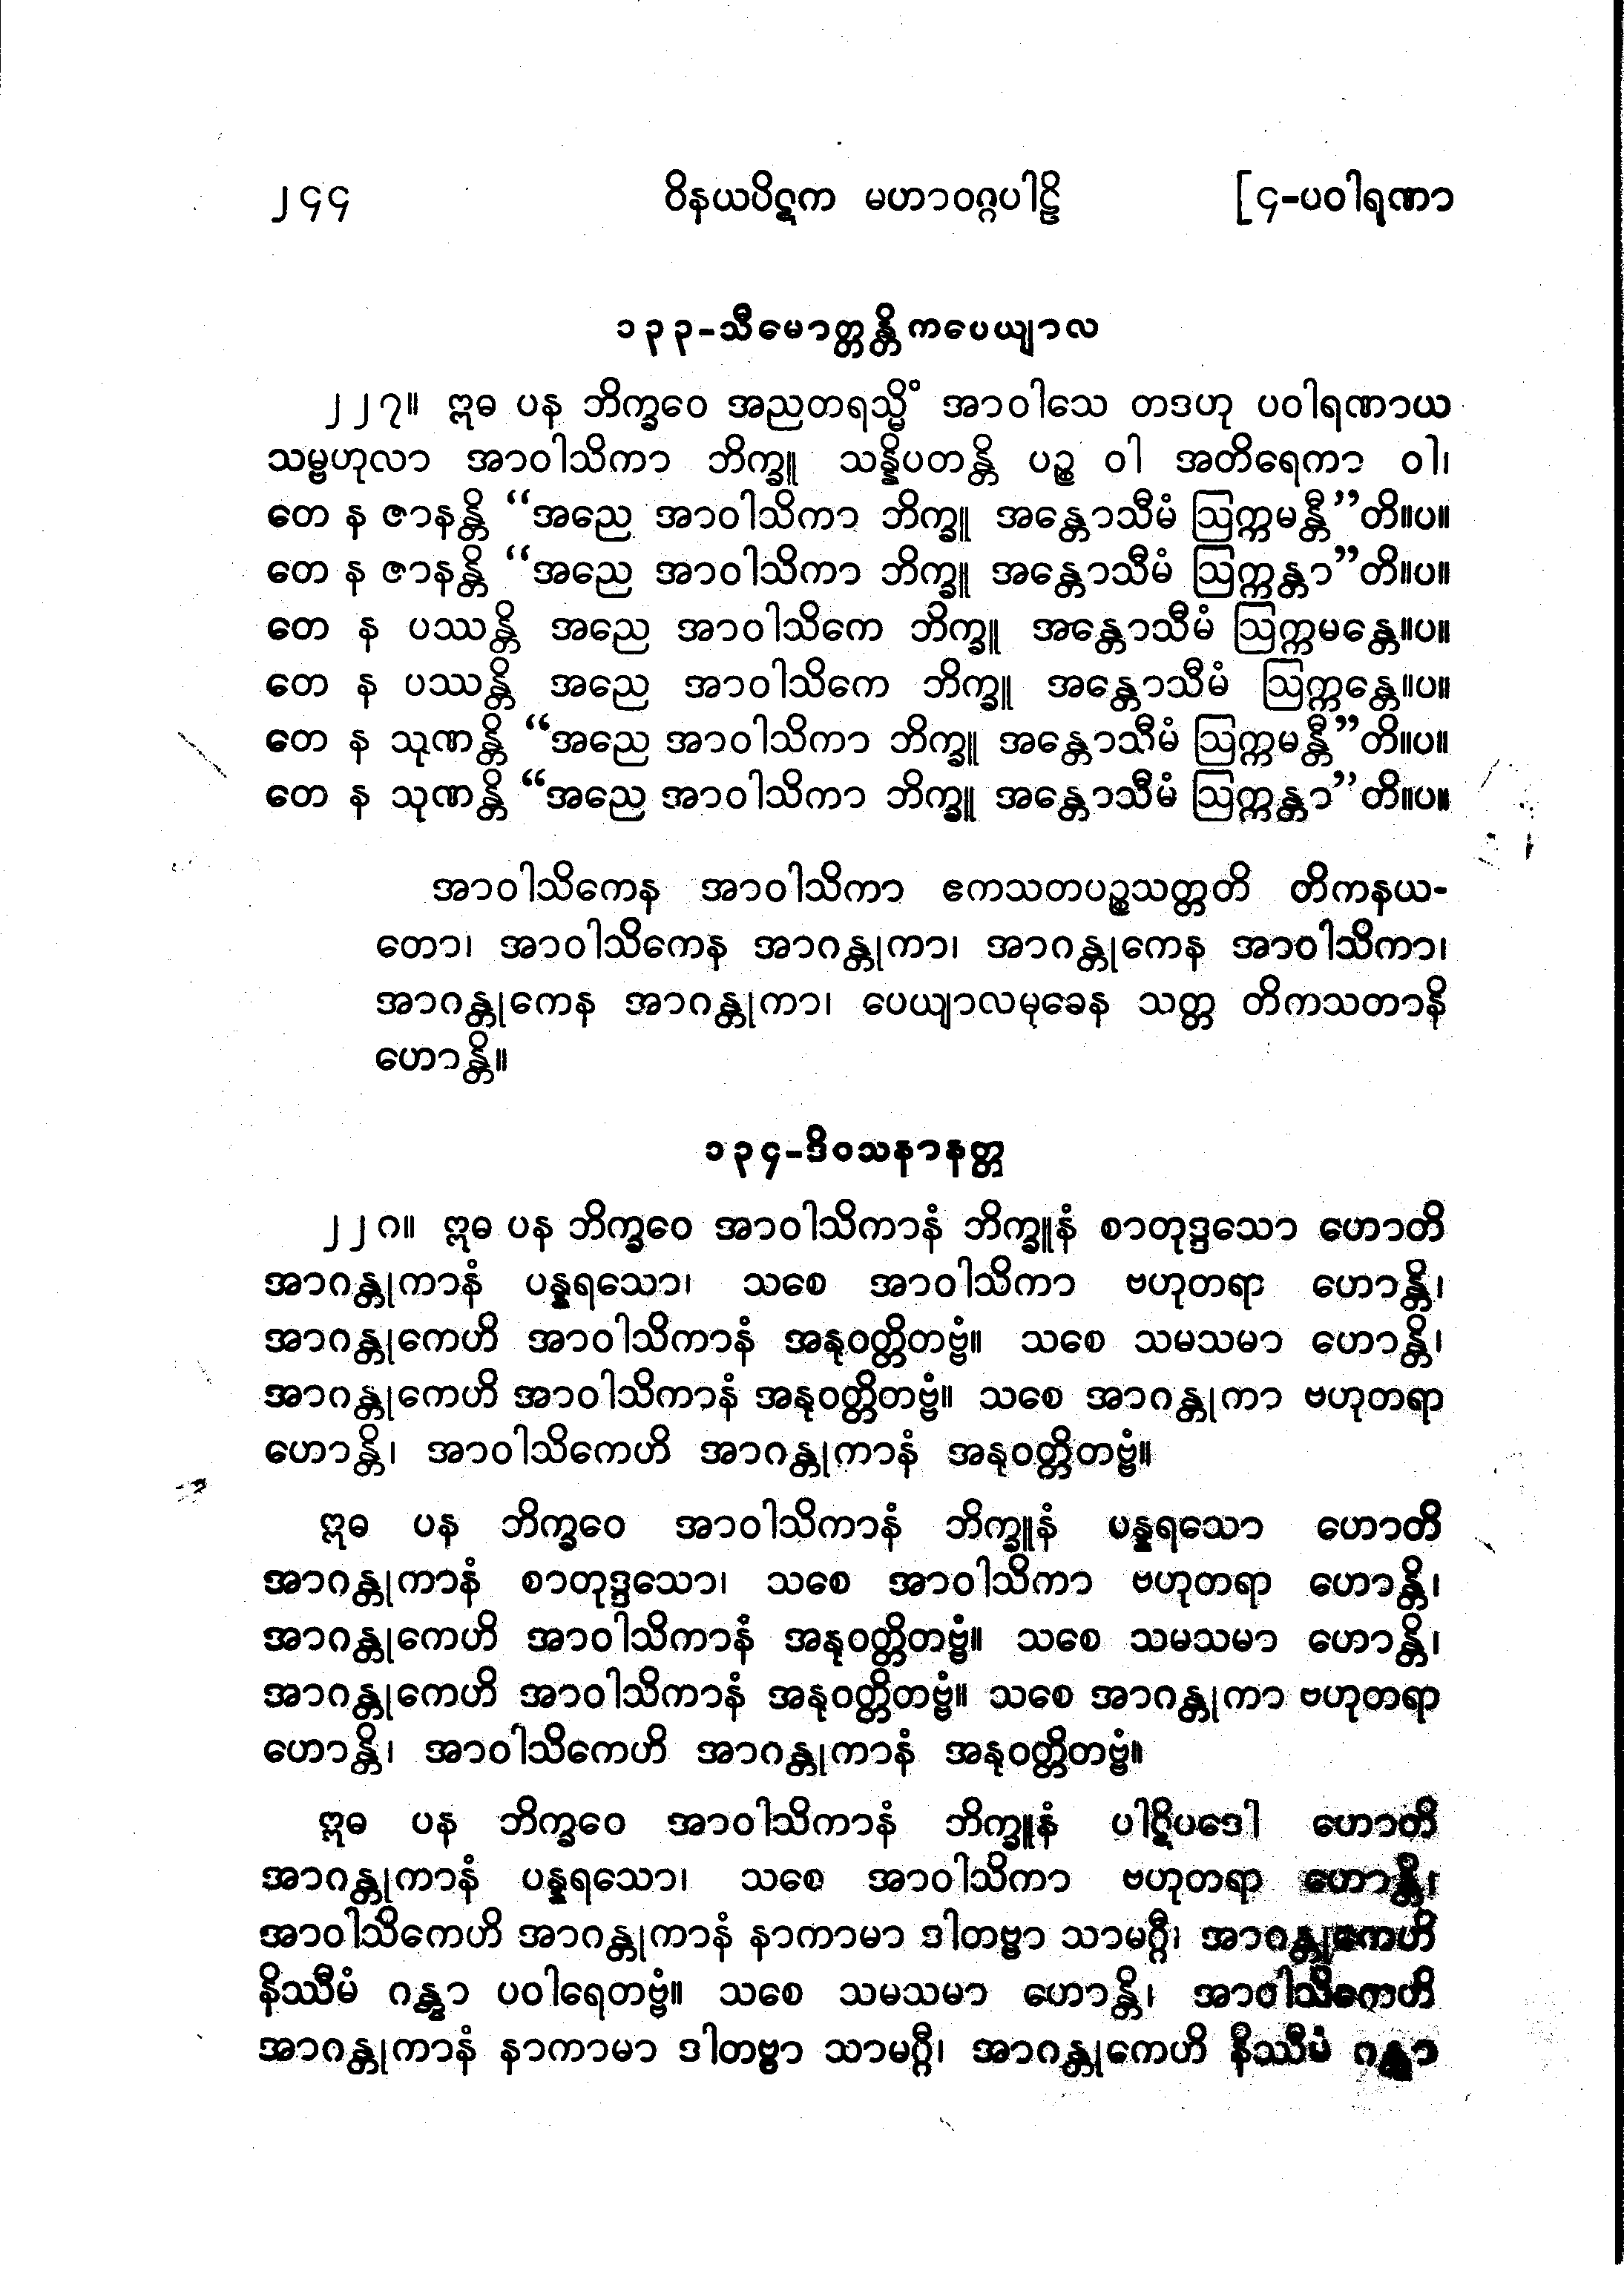 ၂၄၄ ဝိနယပိဋက မဟာဝဂ္ဂပါဠိ [၄-ပဝါရဏာ
၁၃၃-သီမောတ္တန္တိကပေယျာလ
၂၂၇။ ဣဓ ပန ဘိက္ခဝေ အညတရသ္မိံ အာဝါသေ တဒဟု ပဝါရဏာယ
သမ္ဗဟုလာ အာဝါသိကာ ဘိက္ခူ သန္နိပတန္တိ ပဉ္စ ဝါ အတိရေကာ ဝါ၊
တေ န ဇာနန္တိ “အညေ အာဝါသိကာ ဘိက္ခူ အန္တောသီမံ ဩက္ကမန္တီ”တိ။ပ။
တေ န ဇာနန္တိ “အညေ အာဝါသိကာ ဘိက္ခူ အန္တောသီမံ ဩက္ကန္တာ”တိ။ပ။
တေ န ပဿန္တိ အညေ အာဝါသိကေ ဘိက္ခူ အန္တောသီမံ ဩက္ကမန္တေ။ပ။
တေ န ပဿန္တိ အညေ အာဝါသိကေ ဘိက္ခူ အန္တောသီမံ ဩက္ကန္တေ။ပ။
တေ န သုဏန္တိ “အညေ အာဝါသိကာ ဘိက္ခူ အန္တောသီမံ ဩက္ကမန္တီ”တိ။ပ။
တေ န သုဏန္တိ “အညေ အာဝါသိကာ ဘိက္ခူ အန္တောသီမံ ဩက္ကန္တာ”တိ။ပ။
အာဝါသိကေန အာဝါသိကာ ဧကသတပဉ္စသတ္တတိ တိကနယ-
တော၊ အာဝါသိကေန အာဂန္တုကာ၊ အာဂန္တုကေန အာဝါသိကာ၊
အာဂန္တုကေန အာဂန္တုကာ၊ ပေယျာလမုခေန သတ္တ တိကသတာနိ
ဟောန္တိ။
၁၃၄-ဒိဝသနာနတ္တ
၂၂၈။ ဣဓ ပန ဘိက္ခဝေ အာဝါသိကာနံ ဘိက္ခူနံ စာတုဒ္ဒသော ဟောတိ
အာဂန္တုကာနံ ပန္နရသော၊ သစေ အာဝါသိကာ ဗဟုတရာ ဟောန္တိ၊
အာဂန္တုကေဟိ အာဝါသိကာနံ အနုဝတ္တိတဗ္ဗံ။ သစေ သမသမာ ဟောန္တိ၊
အာဂန္တုကေဟိ အာဝါသိကာနံ အနုဝတ္တိတဗ္ဗံ။ သစေ အာဂန္တုကာ ဗဟုတရာ
ဟောန္တိ၊ အာဝါသိကေဟိ အာဂန္တုကာနံ အနုဝတ္တိတဗ္ဗံ။
ဣဓ ပန ဘိက္ခဝေ အာဝါသိကာနံ ဘိက္ခူနံ ပန္နရသော ဟောတိ
အာဂန္တုကာနံ စာတုဒ္ဒသော၊ သစေ အာဝါသိကာ ဗဟုတရာ ဟောန္တိ၊
အာဂန္တုကေဟိ အာဝါသိကာနံ အနုဝတ္တိတဗ္ဗံ။ သစေ သမသမာ ဟောန္တိ၊
အာဂန္တုကေဟိ အာဝါသိကာနံ အနုဝတ္တိတဗ္ဗံ။ သစေ အာဂန္တုကာ ဗဟုတရာ
ဟောန္တိ၊ အာဝါသိကေဟိ အာဂန္တုကာနံ အနုဝတ္တိတဗ္ဗံ။
ဣဓ ပန ဘိက္ခဝေ အာဝါသိကာနံ ဘိက္ခူနံ ပါဋိပဒေါ ဟောတိ
အာဂန္တုကာနံ ပန္နရသော၊ သစေ အာဝါသိကာ ဗဟုတရာ ဟောန္တိ၊
အာဝါသိကေဟိ အာဂန္တုကာနံ နာကာမာ ဒါတဗ္ဗာ သာမဂ္ဂီ၊ အာဂန္တုကေဟိ
နိဿီမံ ဂန္တွာ ပဝါရေတဗ္ဗံ။ သစေ သမသမာ ဟောန္တိ၊ အာဝါသိကေဟိ
အာဂန္တုကာနံ နာကာမာ ဒါတဗ္ဗာ သာမဂ္ဂီ၊ အာဂန္တုကေဟိ နိဿီမံ ဂန္တွာ